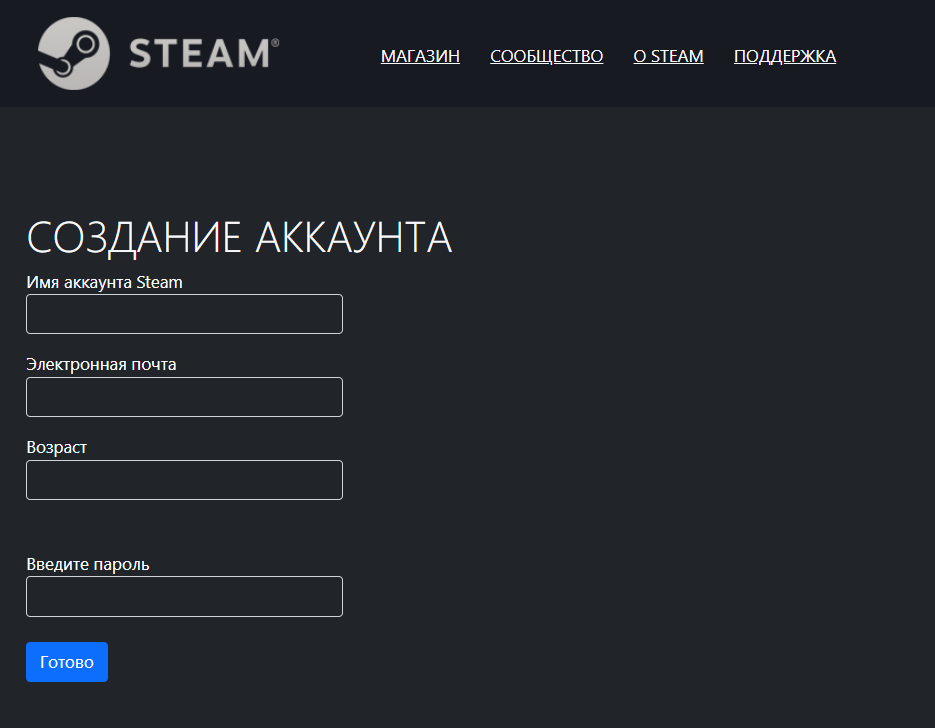 STEAM®
МАГАЗИН СООБЩЕСТВО О STEAM ПОДДЕРЖКА
СОЗДАНИЕ АККАУНТА
Имя аккаунта Steam
Электронная почта
Возраст
Введите пароль
Готово